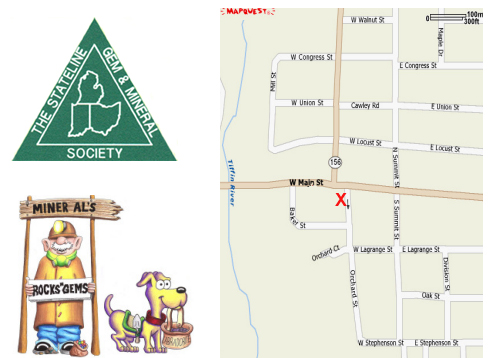 THE STATELINE
GEM & MINERAL
SOCIETY
MINER AL'S
ROCKS "N" GEMS
MAPQUEST
100m
300ft
W Walnut St
Maple Dr
W Congress St
E Congress St
Mill St
W Union St
Cawley Rd
E Union St
W Locust St
E Locust St
N Summit St
Tiffin River
156
W Main St
X
Baker St
S Summit St
Orchard Ct
W Lagrange St
E Lagrange St
Division St
Orchard St
Oak St
W Stephenson St
E Stephenson St